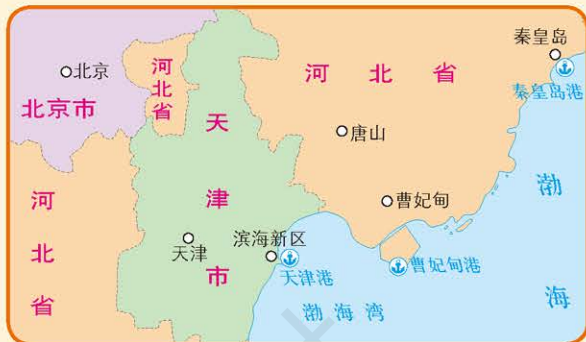 秦皇岛
北京
河北省
河北省
秦皇岛港
北京市
天津市
唐山
渤海
河北省
曹妃甸
滨海新区
天津
天津港
曹妃甸港
渤海湾